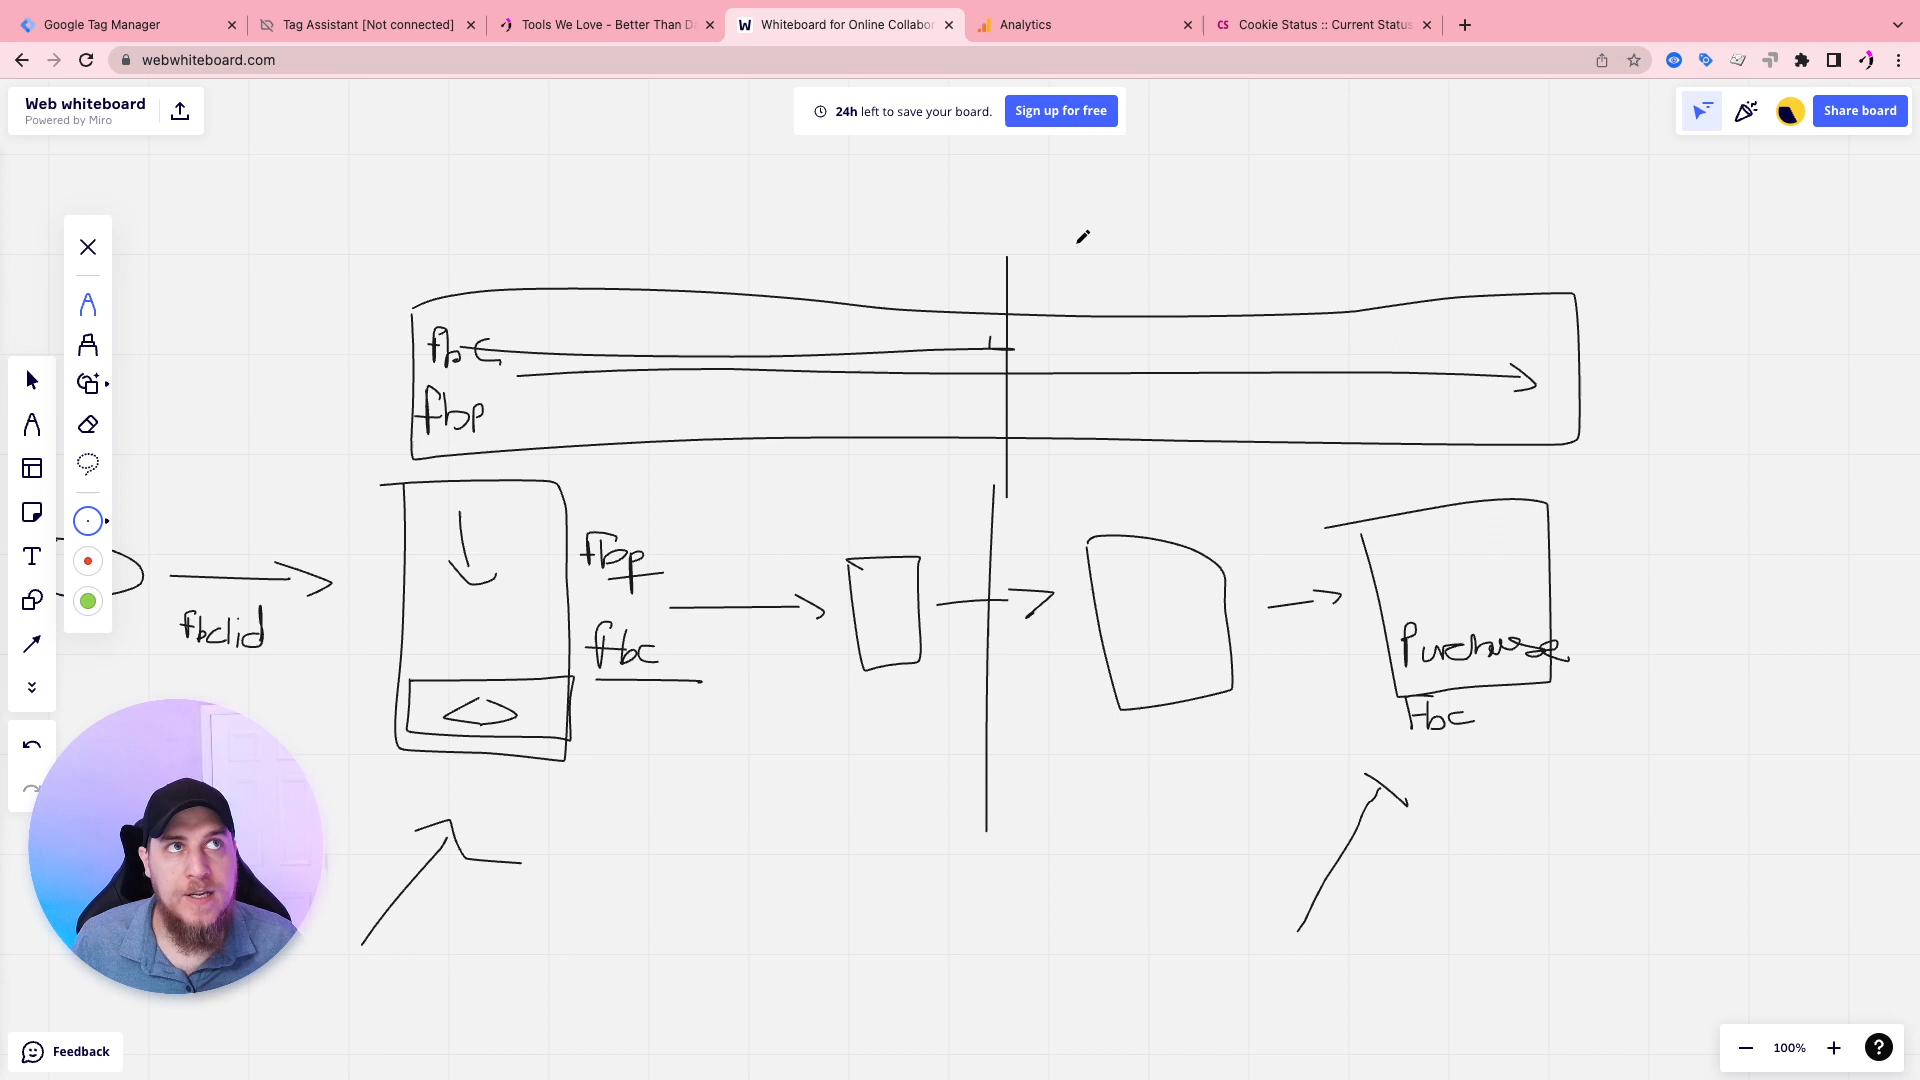 Google Tag Manager
Tag Assistant [Not connected]
Tools We Love - Better Than Da
W Whiteboard for Online Collabor
Analytics
CS Cookie Status :: Current Status
webwhiteboard.com
Web whiteboard
Powered by Miro
24h left to save your board.
Sign up for free
Share board
fbc
fbp
fbp
fbclid
fbc
Purchase
Fbc
T
Feedback
100%
?